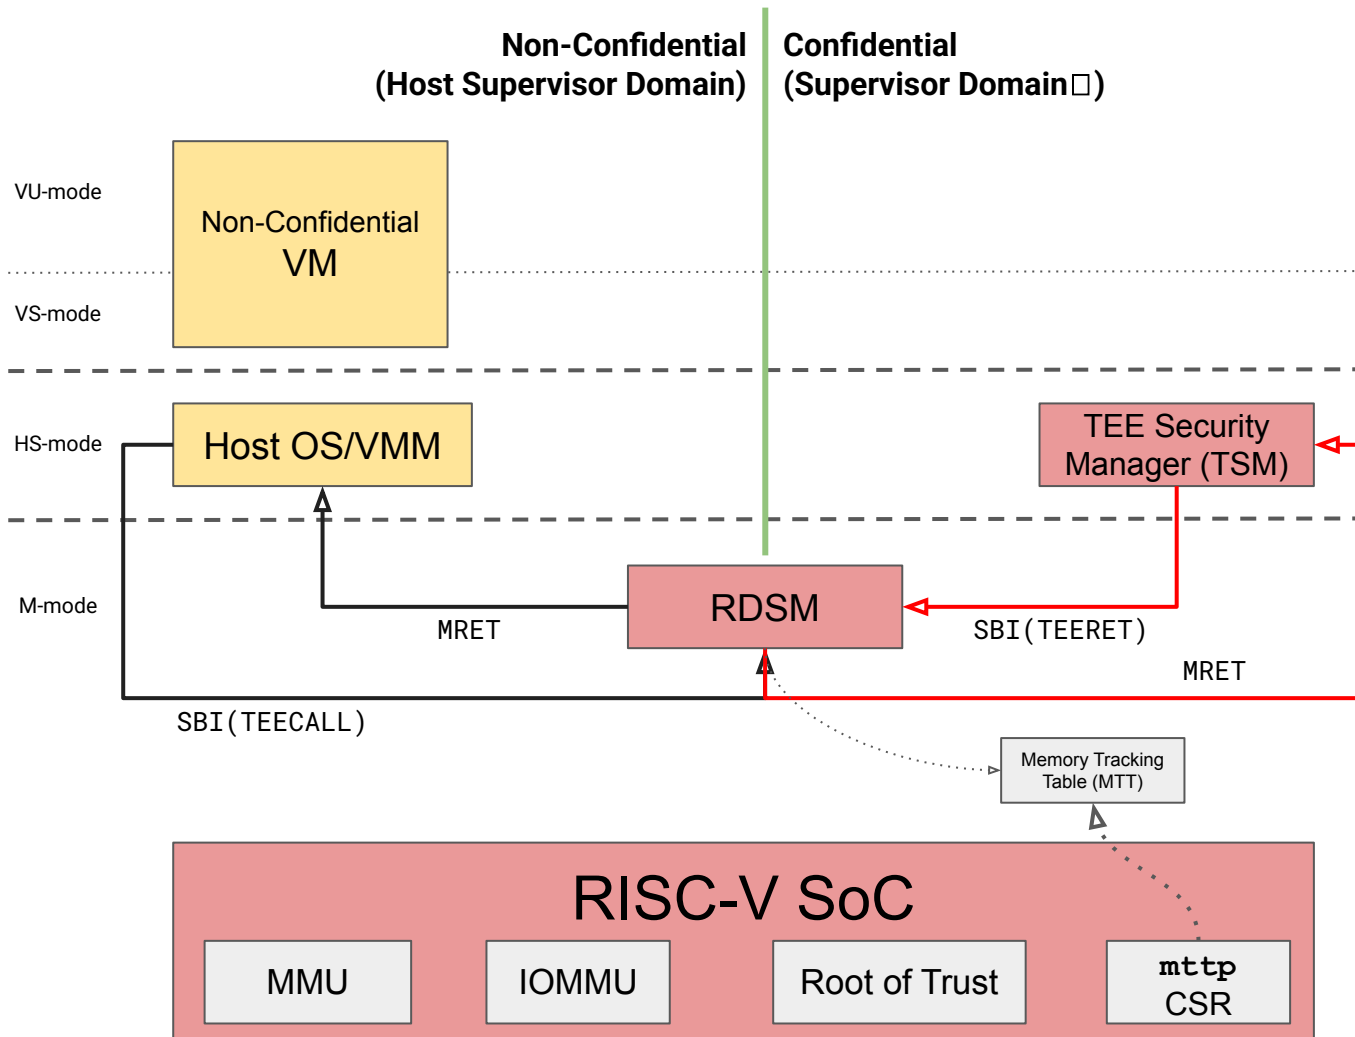 Non-Confidential
(Host Supervisor Domain)
Confidential
(Supervisor Domain□)
VU-mode
Non-Confidential
VM
VS-mode
HS-mode
Host OS/VMM
TEE Security
Manager (TSM)
M-mode
RDSM
MRET
SBI(TEERET)
MRET
SBI(TEECALL)
Memory Tracking
Table (MTT)
RISC-V SoC
MMU
IOMMU
Root of Trust
mttp
CSR